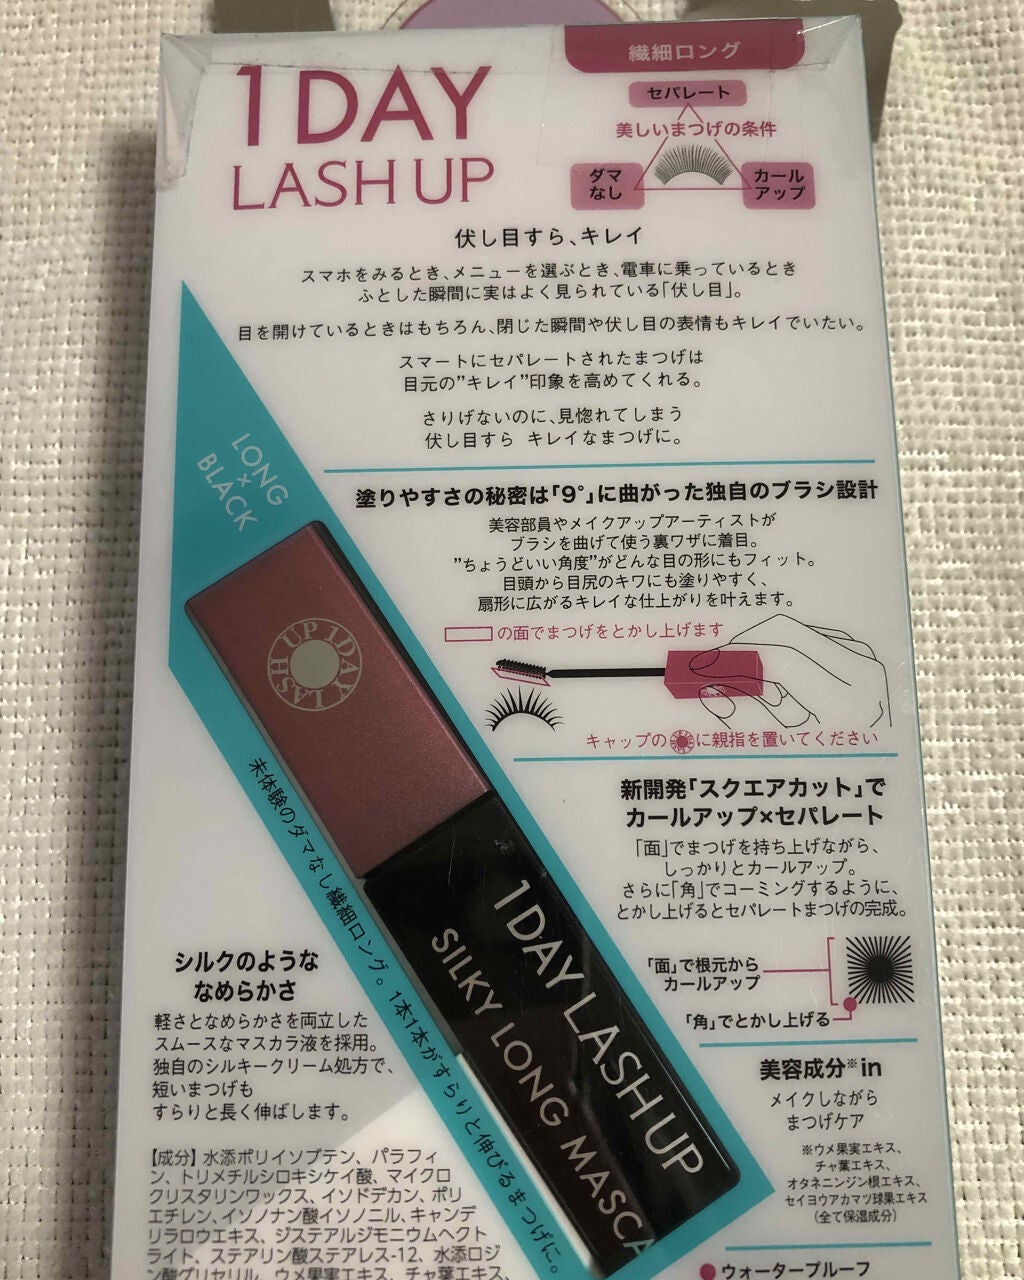 1DAY
LASH UP
繊細ロング
セパレート
美しいまつげの条件
ダマ
なし
カール
アップ
伏し目すら、キレイ
スマホをみるとき、メニューを選ぶとき、電車に乗っているとき
ふとした瞬間に実はよく見られている「伏し目」。
目を開けているときはもちろん、閉じた瞬間や伏し目の表情もキレイでいたい。
スマートにセパレートされたまつげは
目元の”キレイ”印象を高めてくれる。
さりげないのに、見惚れてしまう
伏し目すら キレイなまつげに。
LONG
×
BLACK
塗りやすさの秘密は「9°」に曲がった独自のブラシ設計
美容部員やメイクアップアーティストが
ブラシを曲げて使う裏ワザに着目。
”ちょうどいい角度”がどんな目の形にもフィット。
目頭から目尻のキワにも塗りやすく、
扇形に広がるキレイな仕上がりを叶えます。
の面でまつげをとかし上げます
キャップの
に親指を置いてください
1DAY LASH UP
新開発「スクエアカット」で
カールアップ×セパレート
「面」でまつげを持ち上げながら、
しっかりとカールアップ。
さらに「角」でコーミングするように、
とかし上げるとセパレートまつげの完成。
「面」で根元から
カールアップ
「角」でとかし上げる
未体験のダマなし繊細ロング。1本1本がすらりと伸びるまつげに。
1DAY LASH UP
SILKY LONG MASCA
シルクのような
なめらかさ
軽さとなめらかさを両立した
スムースなマスカラ液を採用。
独自のシルキークリーム処方で、
短いまつげも
すらりと長く伸ばします。
美容成分※in
メイクしながら
まつげケア
※ウメ果実エキス、
チャ葉エキス、
オタネニンジン根エキス、
セイヨウアカマツ球果エキス
(全て保湿成分)
【成分】水添ポリイソブテン、パラフィ
ン、トリメチルシロキシケイ酸、マイクロ
クリスタリンワックス、イソドデカン、ポリ
エチレン、イソノナン酸イソノニル、キャンデ
リラロウエキス、ジステアルジモニウムヘクト
ライト、ステアリン酸ステアレス-12、水添ロジ
ン酸グリセリル、ウメ果実エキス、チャ葉エキス、
●ウォータープルーフ